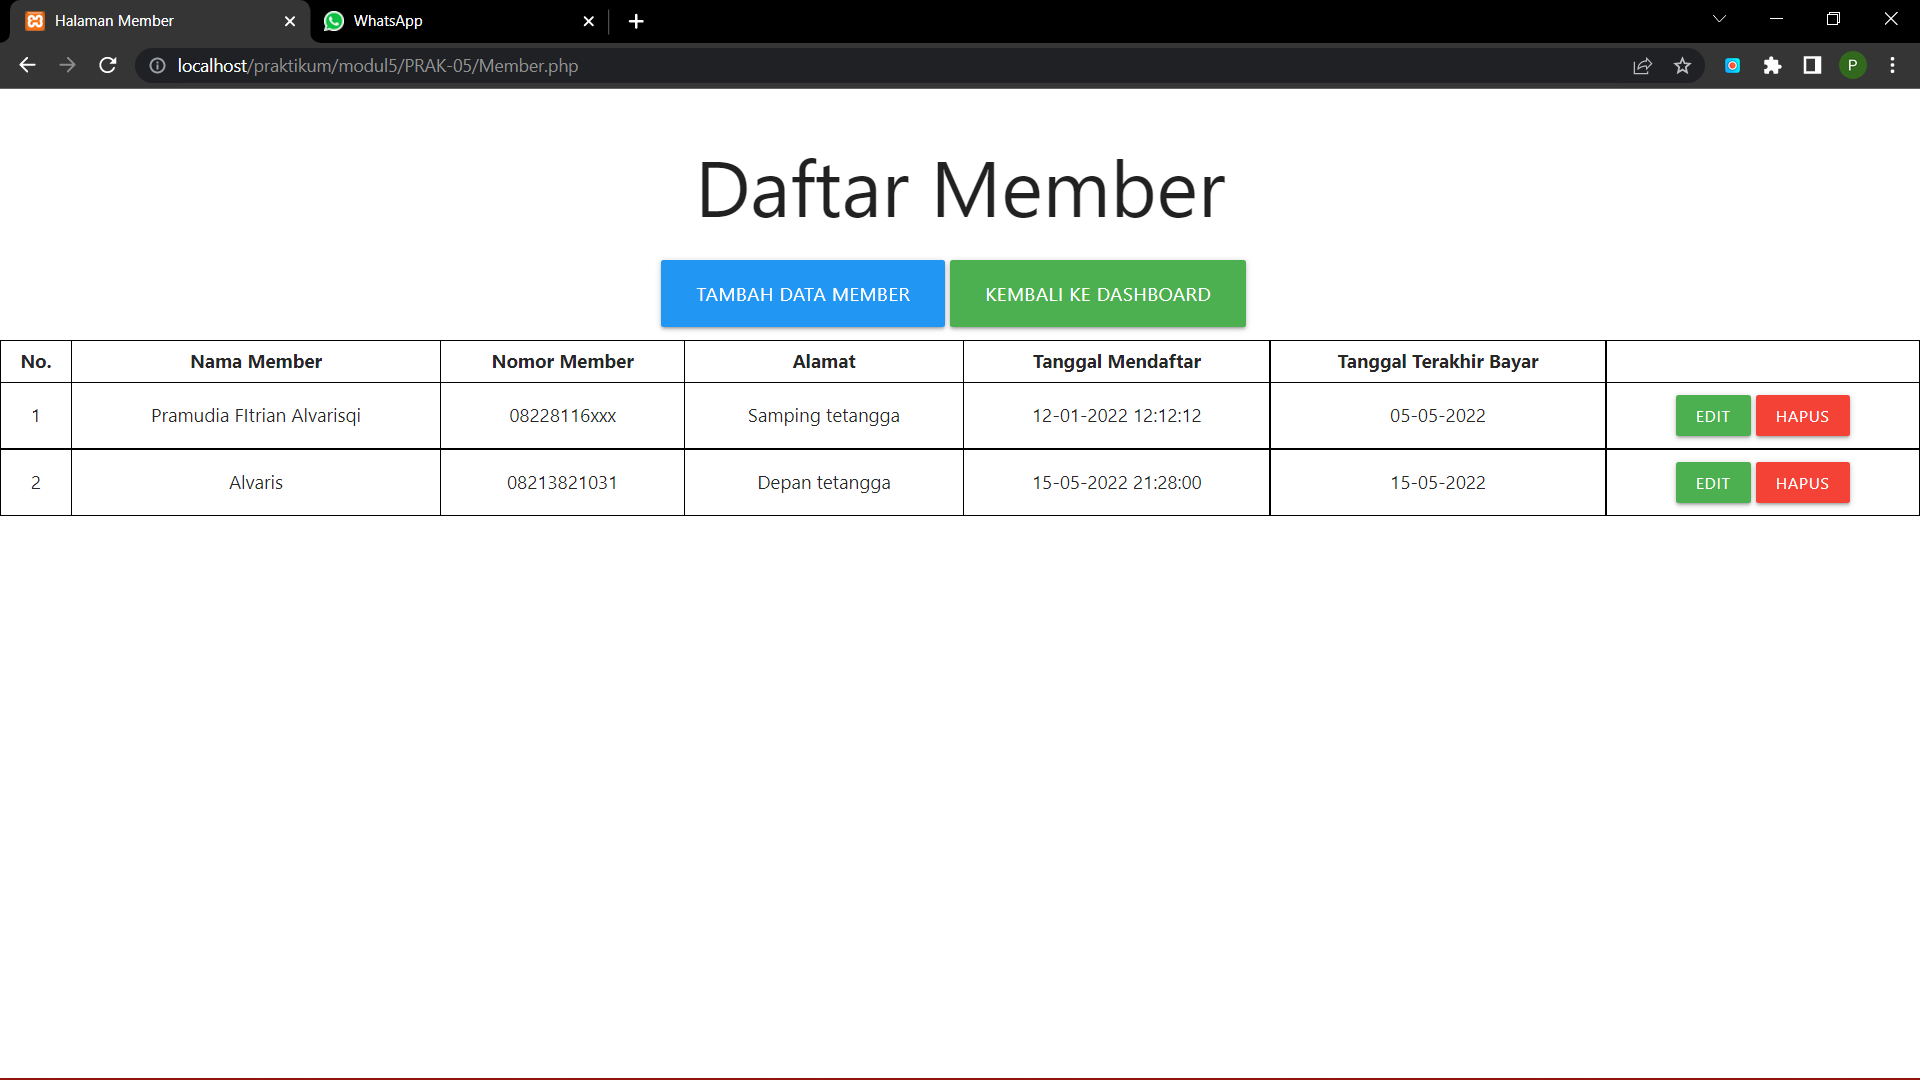 Halaman Member
WhatsApp
localhost/praktikum/modul5/PRAK-05/Member.php
P
Daftar Member
TAMBAH DATA MEMBER KEMBALI KE DASHBOARD
No. Nama Member Nomor Member Alamat Tanggal Mendaftar Tanggal Terakhir Bayar
1 Pramudia FItrian Alvarisqi 08228116xxx Samping tetangga 12-01-2022 12:12:12 05-05-2022 EDIT HAPUS
2 Alvaris 08213821031 Depan tetangga 15-05-2022 21:28:00 15-05-2022 EDIT HAPUS